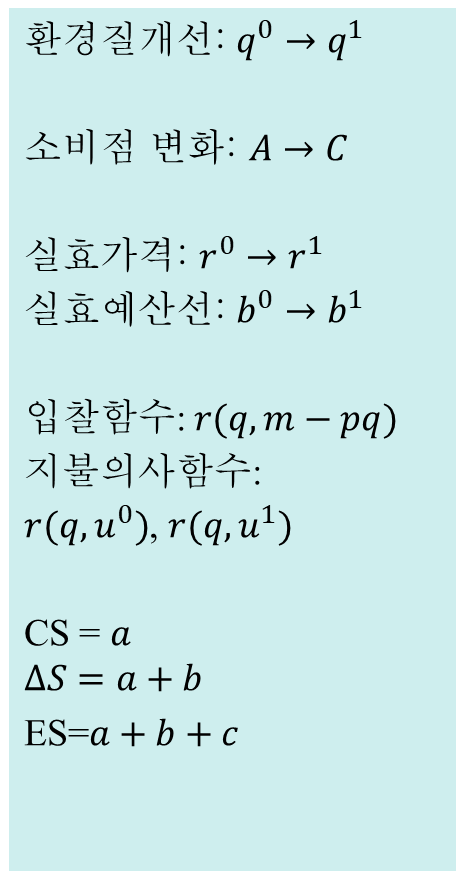 환경질개선: q⁰ → q¹
소비점 변화: A → C
실효가격: r⁰ → r¹
실효예산선: b⁰ → b¹
입찰함수: r(q, m − pq)
지불의사함수:
r(q, u⁰), r(q, u¹)
CS = a
ΔS = a + b
ES=a + b + c